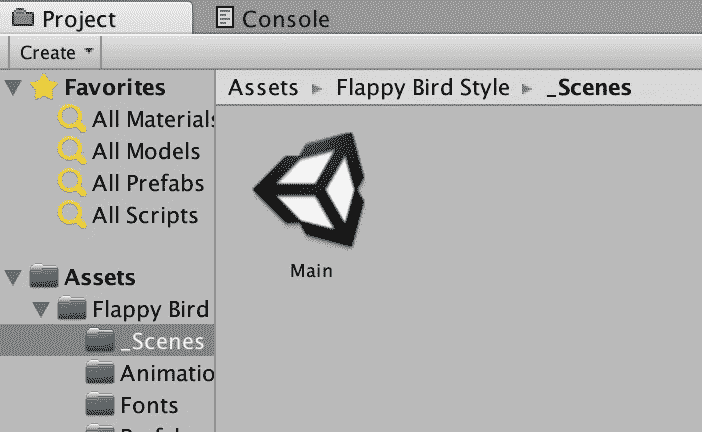 Project
Console
Create
Favorites
Assets Flappy Bird Style _Scenes
All Materials
All Models
All Prefabs
All Scripts
Main
Assets
Flappy Bird
_Scenes
Animatio
Fonts